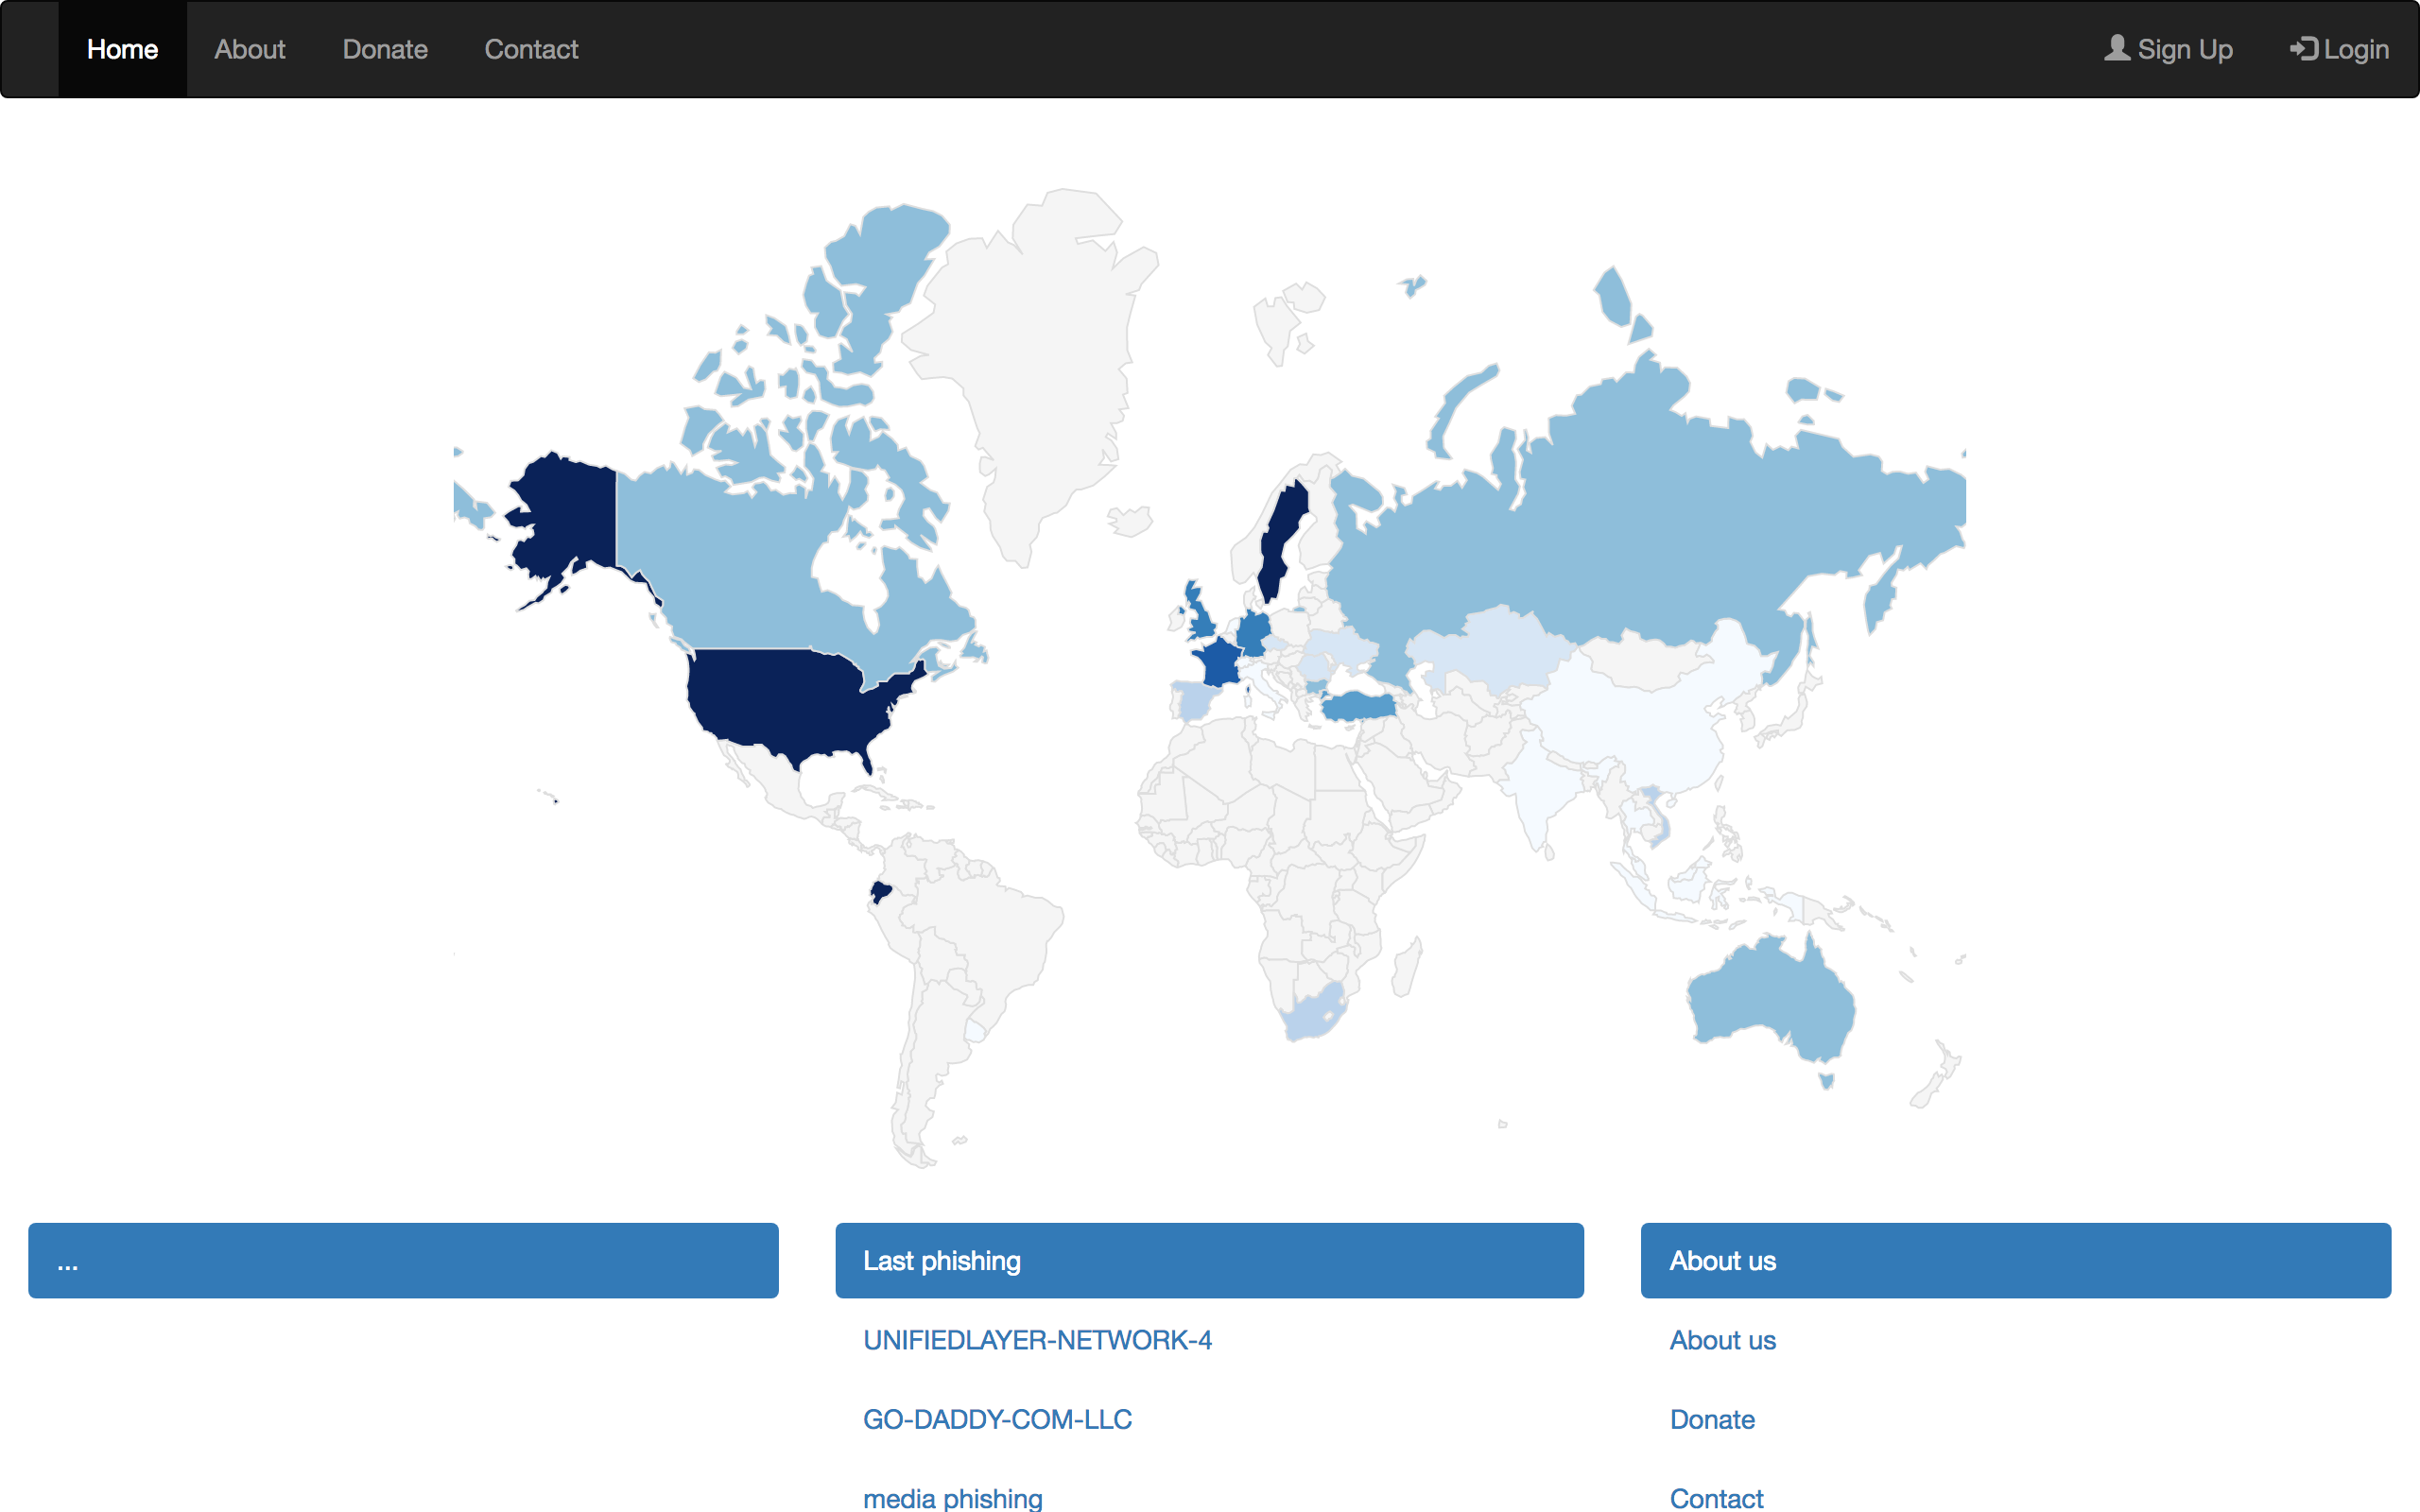 Home About Donate Contact Sign Up Login
...
Last phishing
UNIFIEDLAYER-NETWORK-4
GO-DADDY-COM-LLC
media phishing
About us
About us
Donate
Contact